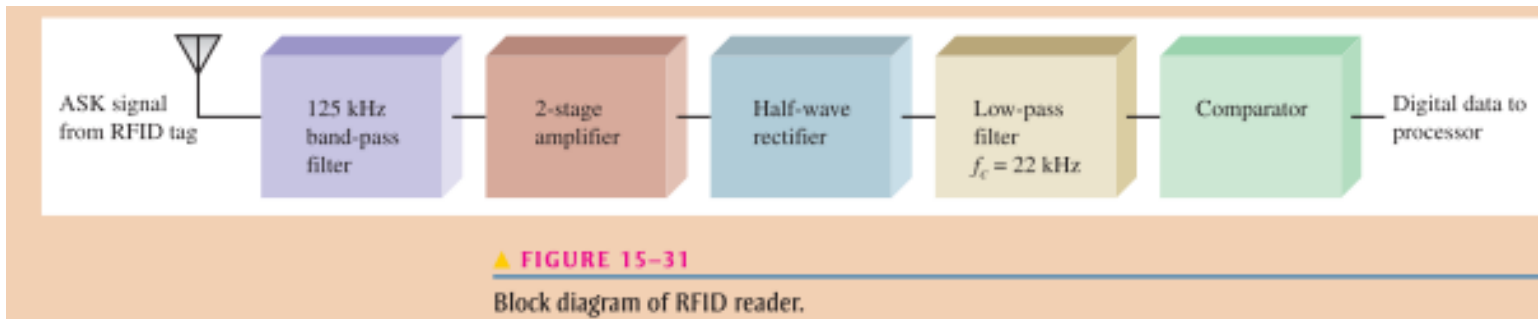 ASK signal
from RFID tag
125 kHz
band-pass
filter
2-stage
amplifier
Half-wave
rectifier
Low-pass
filter
f_c = 22 kHz
Comparator
Digital data to
processor
▲ FIGURE 15–31
Block diagram of RFID reader.